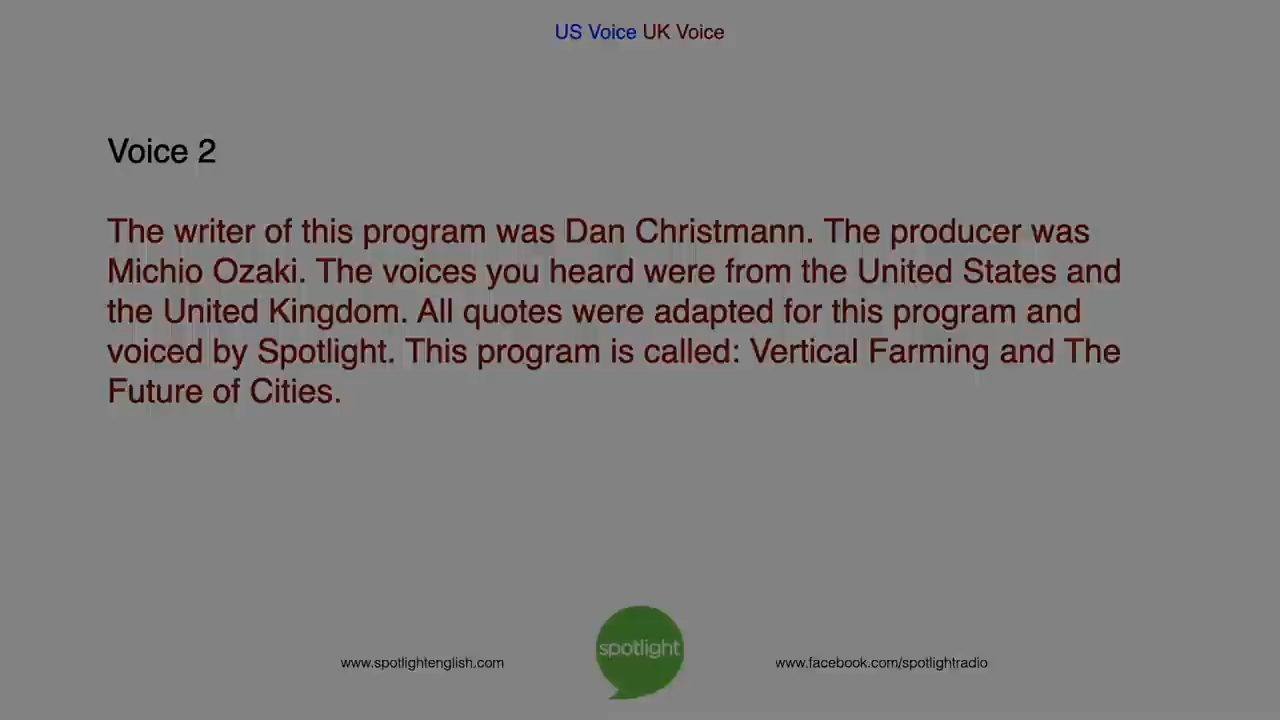 US Voice UK Voice
Voice 2
The writer of this program was Dan Christmann. The producer was
Michio Ozaki. The voices you heard were from the United States and
the United Kingdom. All quotes were adapted for this program and
voiced by Spotlight. This program is called: Vertical Farming and The
Future of Cities.
spotlight
www.spotlightenglish.com
www.facebook.com/spotlightradio